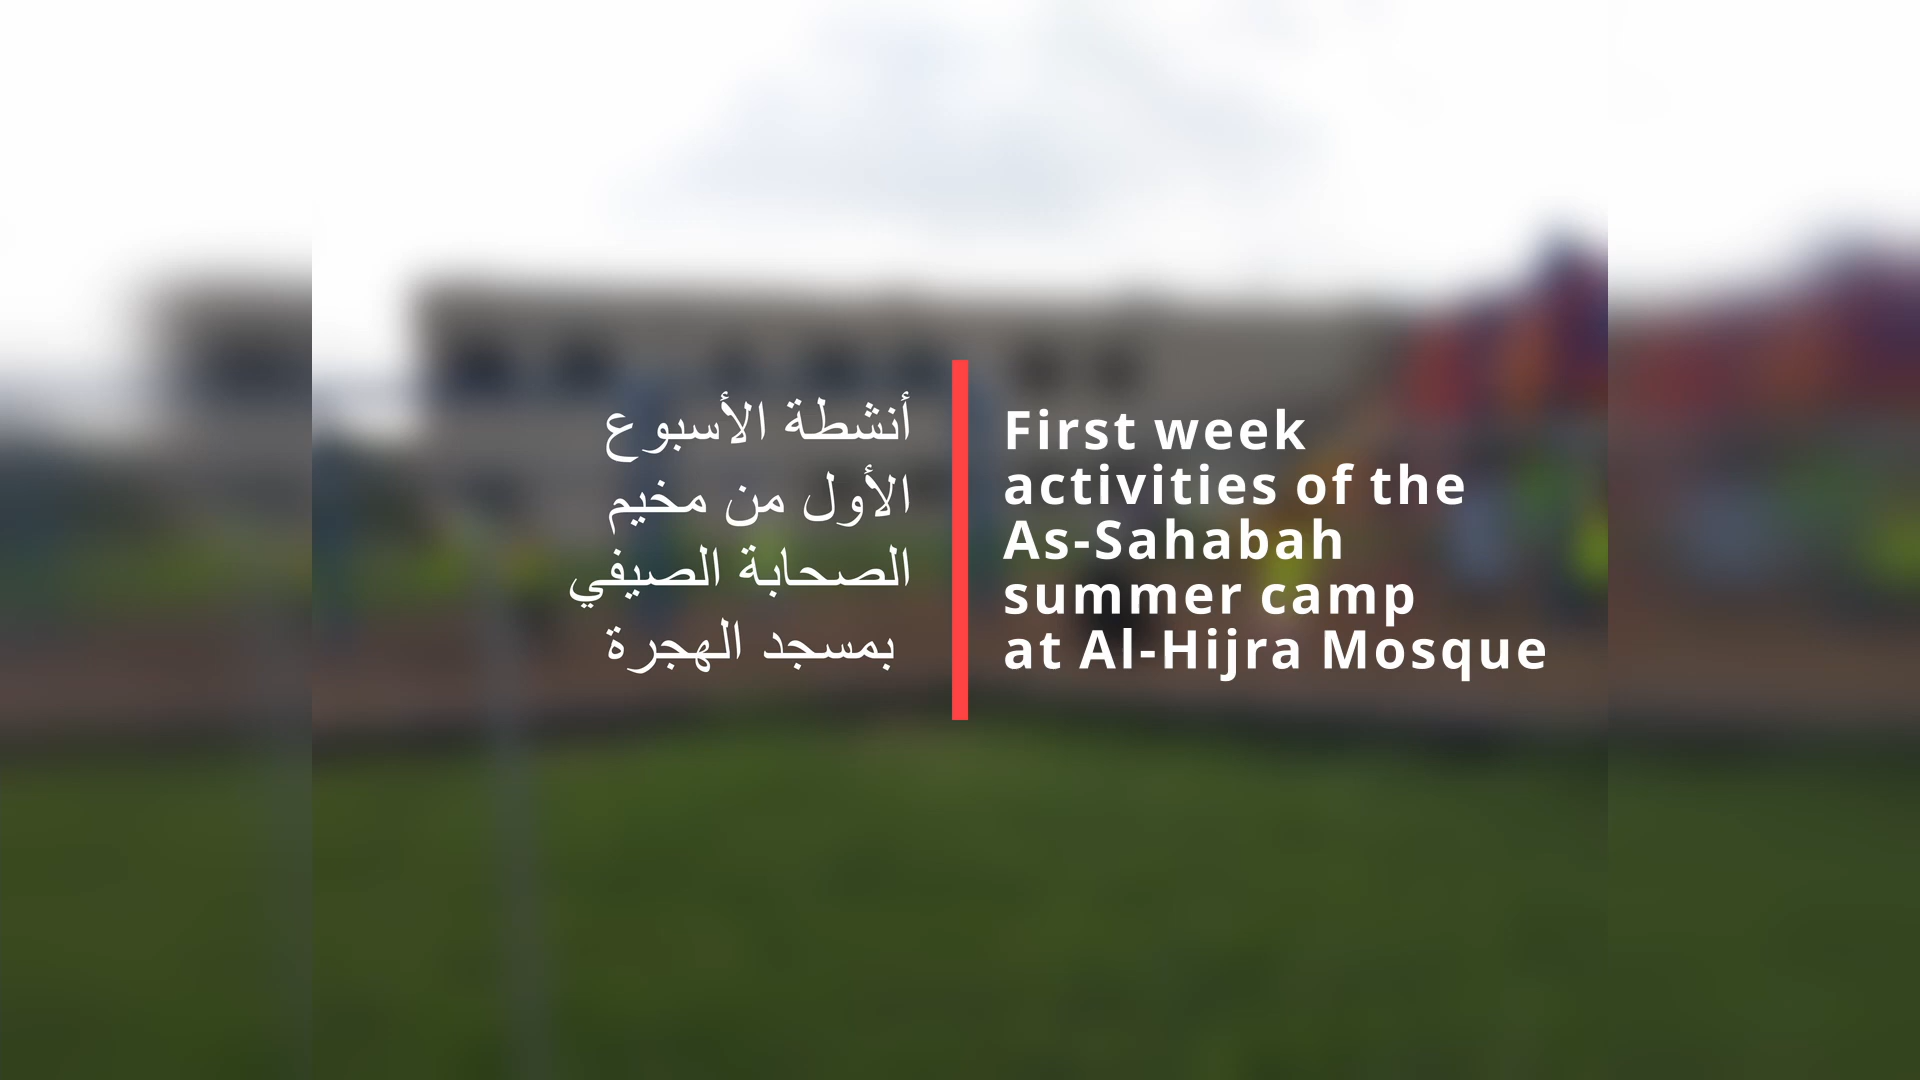 أنشطة الأسبوع
الأول من مخيم
الصحابة الصيفي
بمسجد الهجرة
First week
activities of the
As-Sahabah
summer camp
at Al-Hijra Mosque